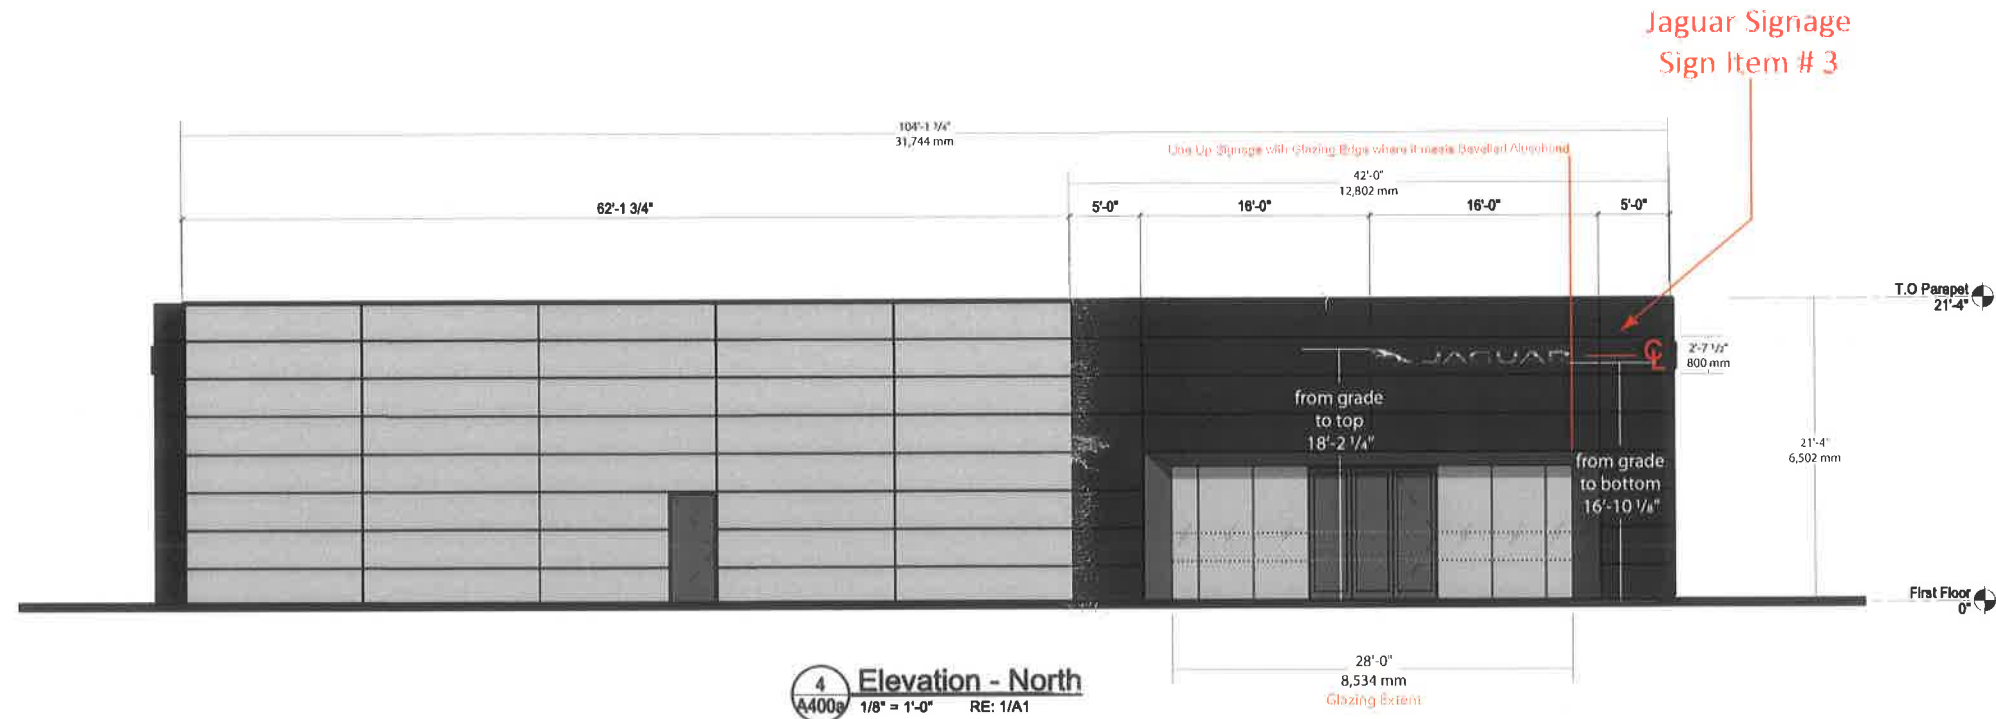 Jaguar Signage
Sign Item # 3
104'-1 3/4"
31,744 mm
Line Up Signage with Glazing Edge where it meets Bevelled Alucobond
42'-0"
12,802 mm
62'-1 3/4"
5'-0"
16'-0"
16'-0"
5'-0"
T.O Parapet
21'-4"
JAGUAR
CL
2'-7 1/2"
800 mm
from grade
to top
18'-2 1/4"
from grade
to bottom
16'-10 1/8"
21'-4"
6,502 mm
First Floor
0"
28'-0"
8,534 mm
Glazing Extent
4
A400a
Elevation - North
1/8" = 1'-0" RE: 1/A1